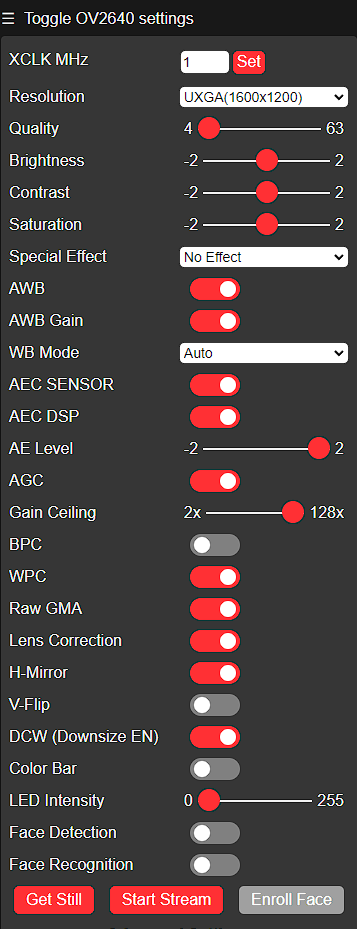 ☰ Toggle OV2640 settings
XCLK MHz 1 Set
Resolution UXGA(1600x1200)
Quality 4 63
Brightness -2 2
Contrast -2 2
Saturation -2 2
Special Effect No Effect
AWB
AWB Gain
WB Mode Auto
AEC SENSOR
AEC DSP
AE Level -2 2
AGC
Gain Ceiling 2x 128x
BPC
WPC
Raw GMA
Lens Correction
H-Mirror
V-Flip
DCW (Downsize EN)
Color Bar
LED Intensity 0 255
Face Detection
Face Recognition
Get Still Start Stream Enroll Face